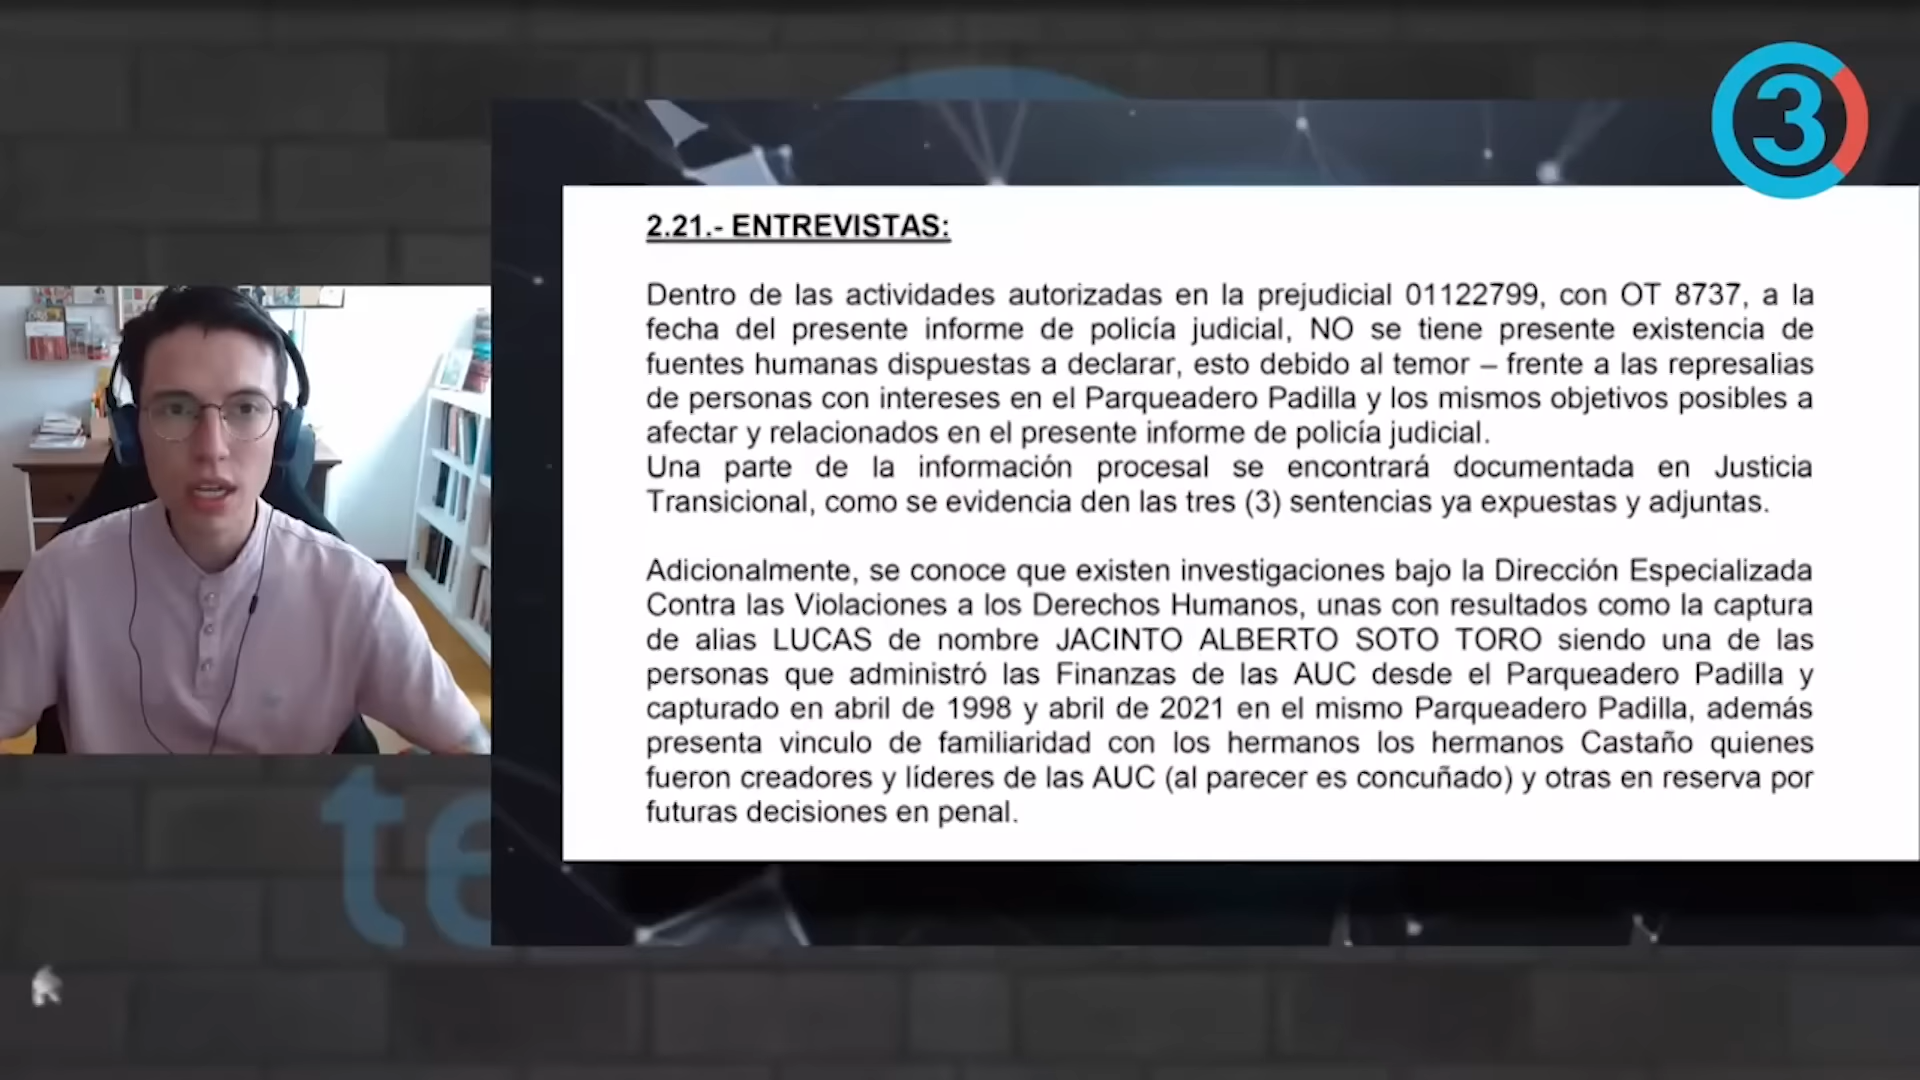 3
2.21.- ENTREVISTAS:
Dentro de las actividades autorizadas en la prejudicial 01122799, con OT 8737, a la
fecha del presente informe de policía judicial, NO se tiene presente existencia de
fuentes humanas dispuestas a declarar, esto debido al temor – frente a las represalias
de personas con intereses en el Parqueadero Padilla y los mismos objetivos posibles a
afectar y relacionados en el presente informe de policía judicial.
Una parte de la información procesal se encontrará documentada en Justicia
Transicional, como se evidencia den las tres (3) sentencias ya expuestas y adjuntas.
Adicionalmente, se conoce que existen investigaciones bajo la Dirección Especializada
Contra las Violaciones a los Derechos Humanos, unas con resultados como la captura
de alias LUCAS de nombre JACINTO ALBERTO SOTO TORO siendo una de las
personas que administró las Finanzas de las AUC desde el Parqueadero Padilla y
capturado en abril de 1998 y abril de 2021 en el mismo Parqueadero Padilla, además
presenta vinculo de familiaridad con los hermanos los hermanos Castaño quienes
fueron creadores y líderes de las AUC (al parecer es concuñado) y otras en reserva por
futuras decisiones en penal.
te